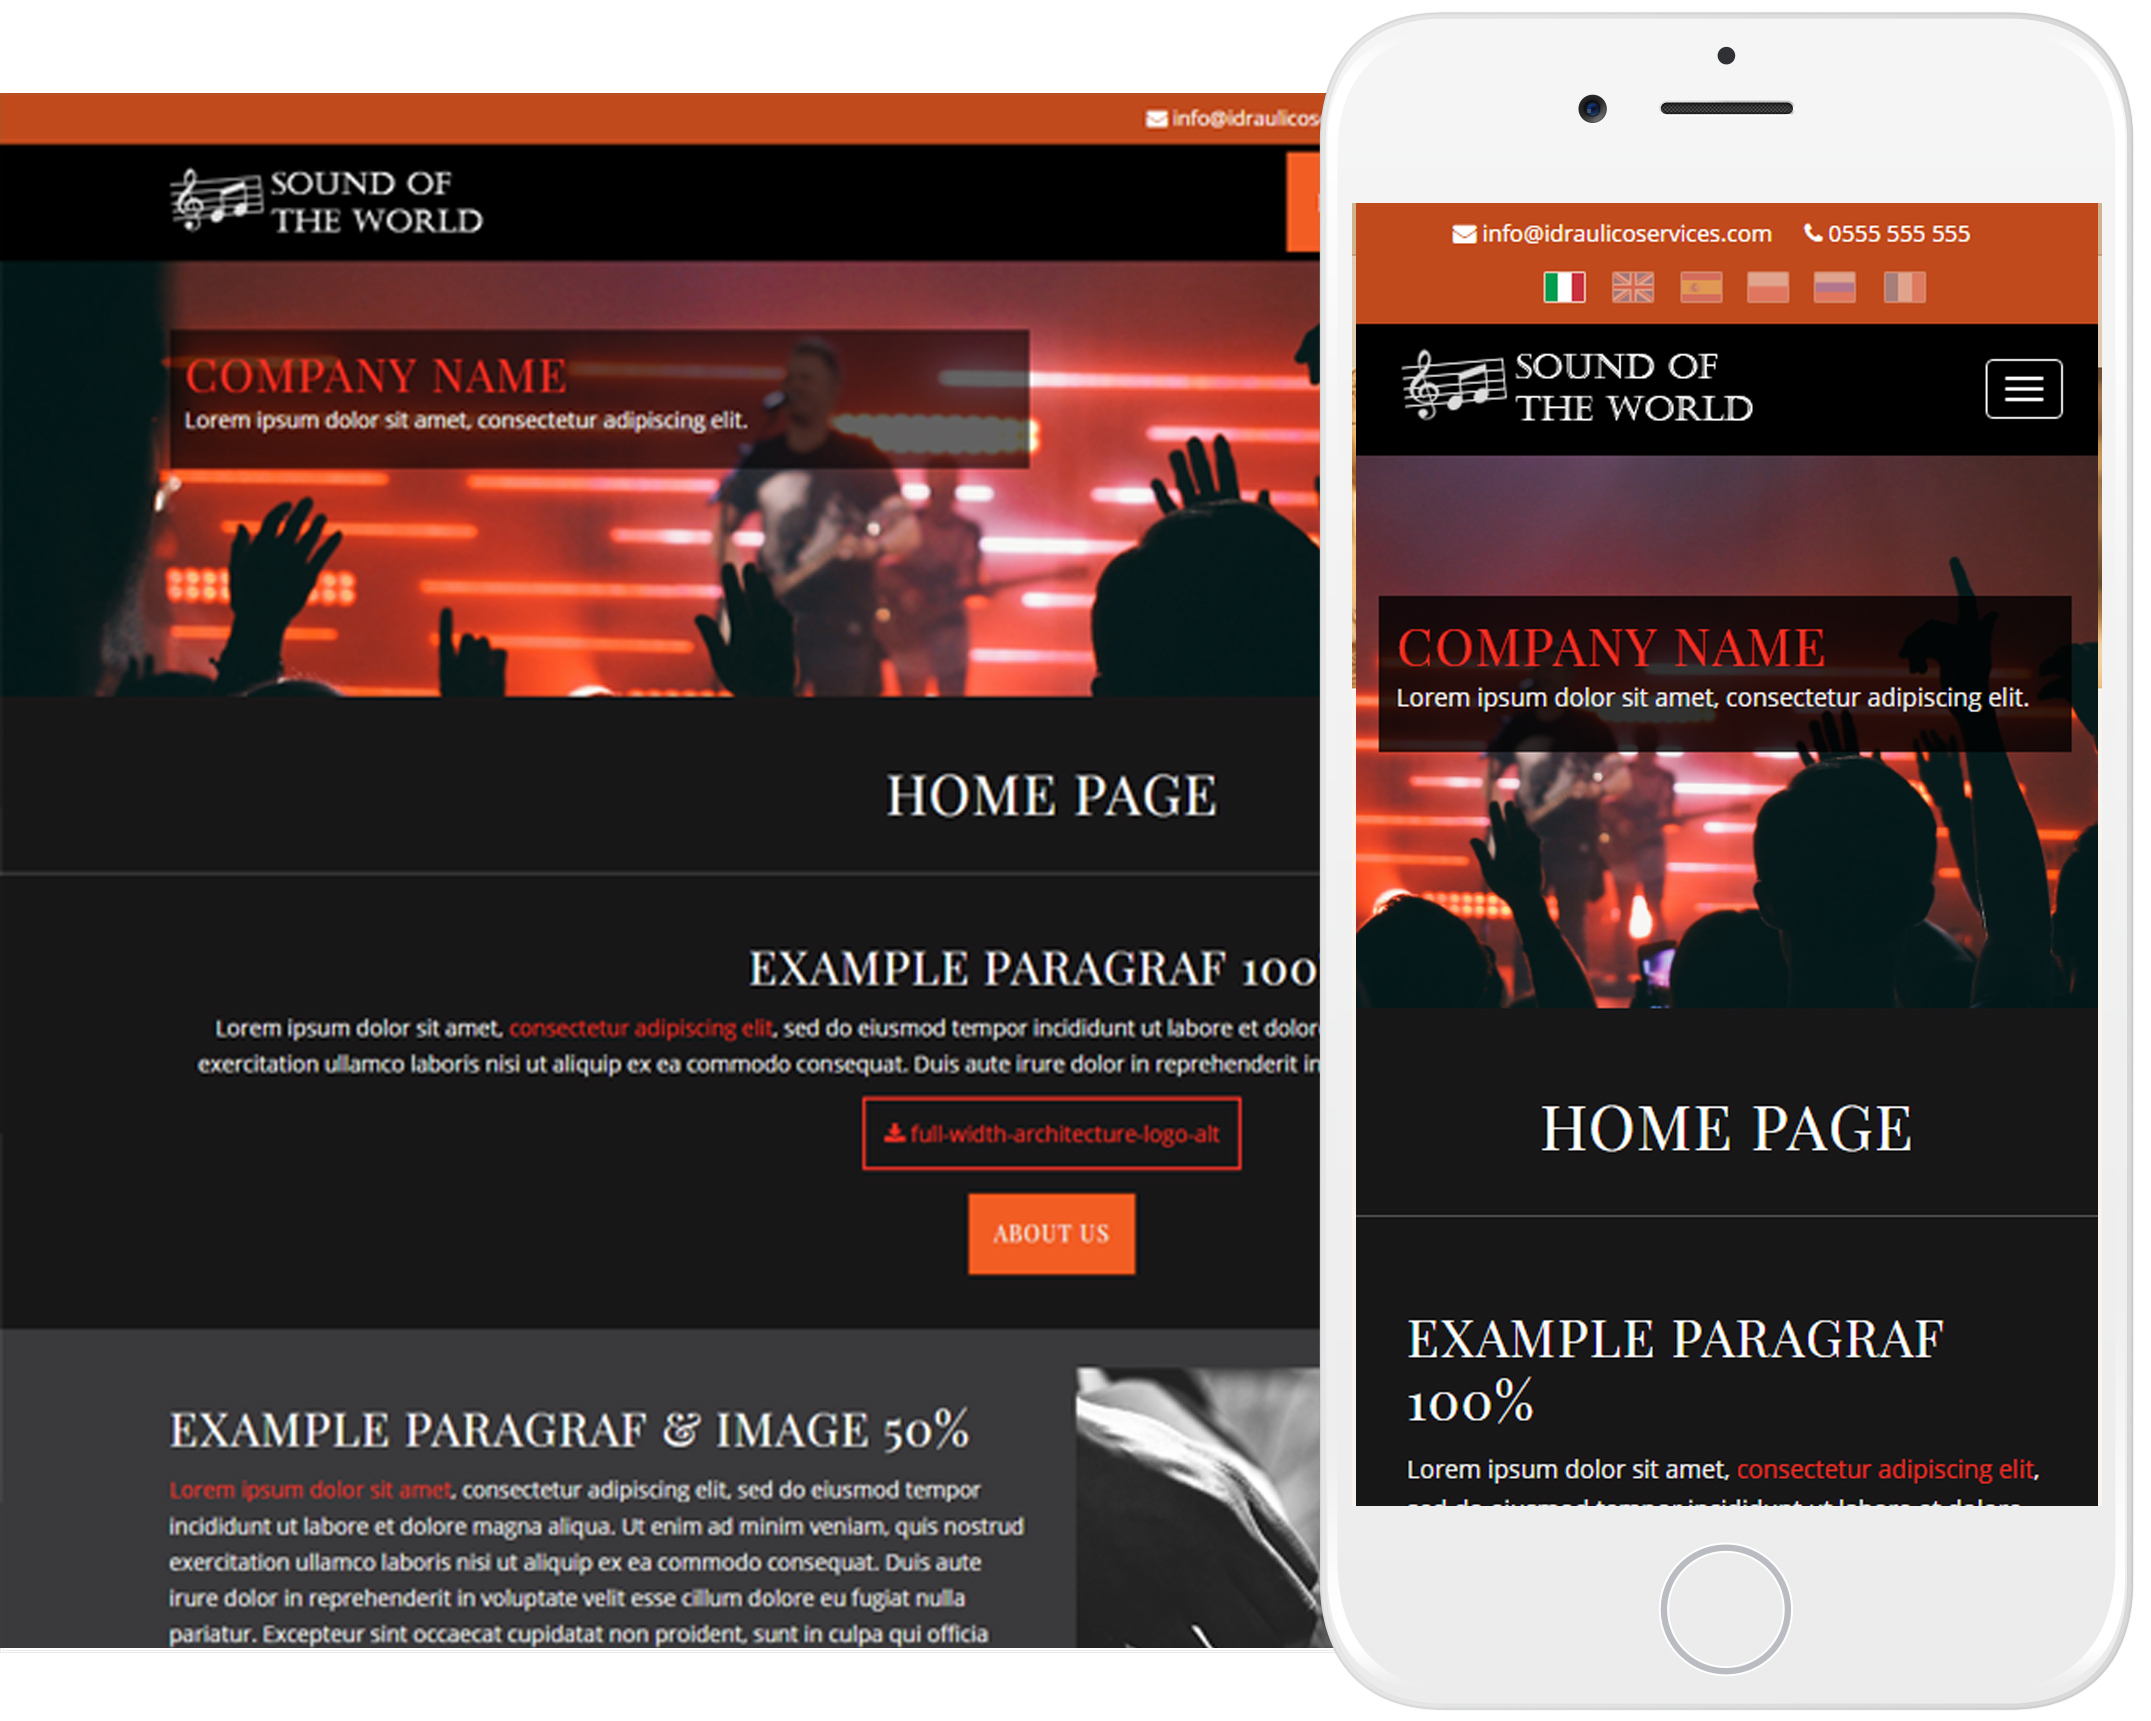 info@idraulicos
SOUND OF
THE WORLD
COMPANY NAME
Lorem ipsum dolor sit amet, consectetur adipiscing elit.
HOME PAGE
EXAMPLE PARAGRAF 100
Lorem ipsum dolor sit amet, consectetur adipiscing elit, sed do eiusmod tempor incididunt ut labore et dolor
exercitation ullamco laboris nisi ut aliquip ex ea commodo consequat. Duis aute irure dolor in reprehenderit in
full-width-architecture-logo-alt
ABOUT US
EXAMPLE PARAGRAF & IMAGE 50%
Lorem ipsum dolor sit amet, consectetur adipiscing elit, sed do eiusmod tempor
incididunt ut labore et dolore magna aliqua. Ut enim ad minim veniam, quis nostrud
exercitation ullamco laboris nisi ut aliquip ex ea commodo consequat. Duis aute
irure dolor in reprehenderit in voluptate velit esse cillum dolore eu fugiat nulla
pariatur. Excepteur sint occaecat cupidatat non proident, sunt in culpa qui officia
info@idraulicoservices.com 0555 555 555
SOUND OF
THE WORLD
COMPANY NAME
Lorem ipsum dolor sit amet, consectetur adipiscing elit.
HOME PAGE
EXAMPLE PARAGRAF
100%
Lorem ipsum dolor sit amet, consectetur adipiscing elit,